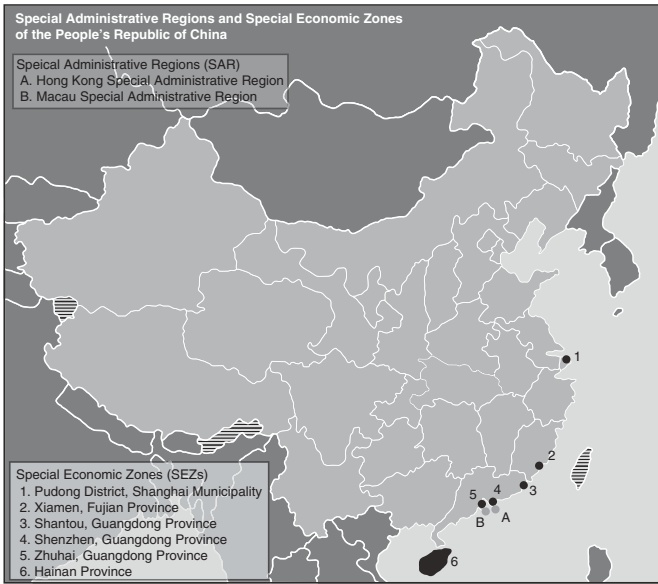 Special Administrative Regions and Special Economic Zones
of the People's Republic of China
Speical Administrative Regions (SAR)
A. Hong Kong Special Administrative Region
B. Macau Special Administrative Region
1
2
3
4
5
A
B
6
Special Economic Zones (SEZs)
1. Pudong District, Shanghai Municipality
2. Xiamen, Fujian Province
3. Shantou, Guangdong Province
4. Shenzhen, Guangdong Province
5. Zhuhai, Guangdong Province
6. Hainan Province